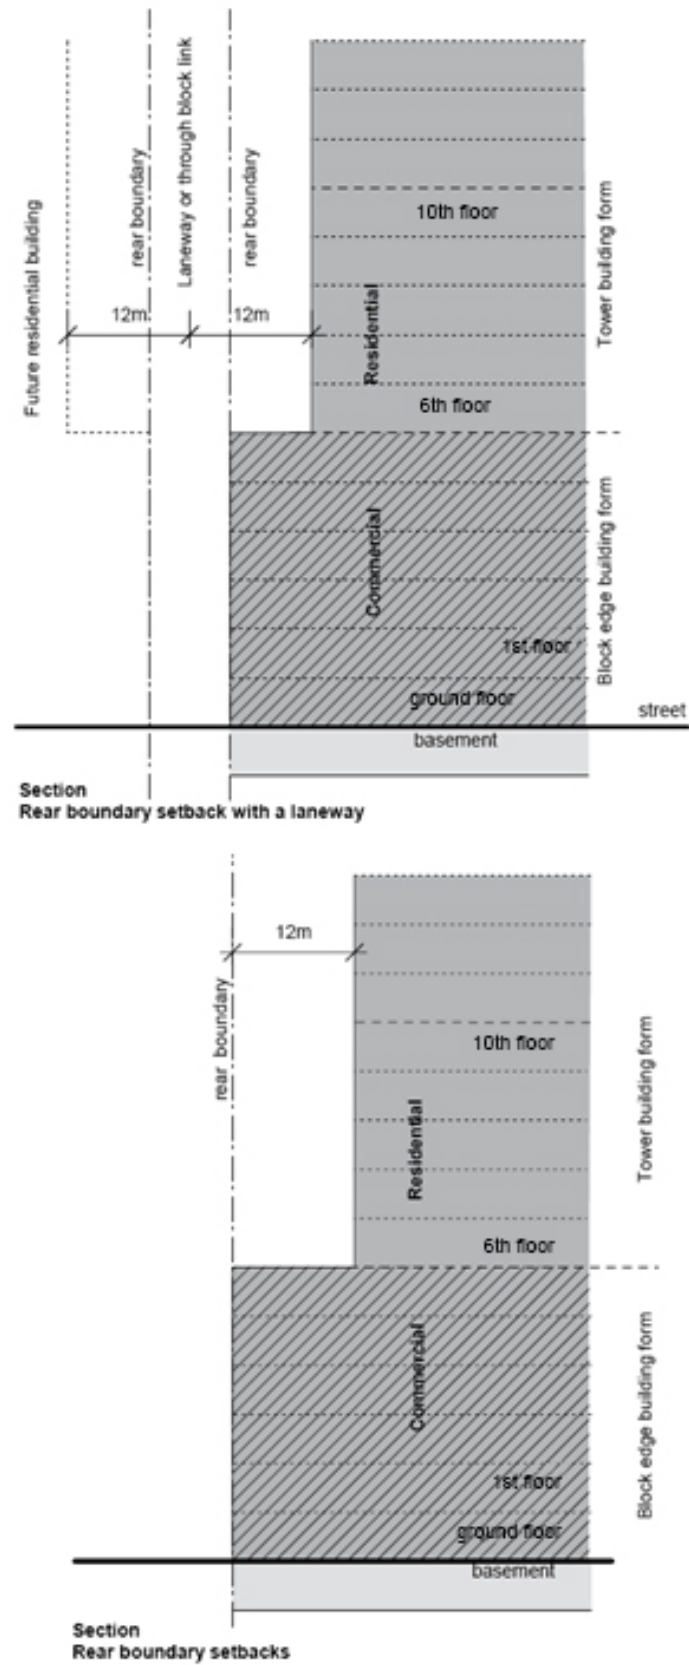 Future residential building
rear boundary
Laneway or through block link
rear boundary
12m
12m
10th floor
Residential
6th floor
Tower building form
Commercial
1st floor
ground floor
Block edge building form
street
basement
Section
Rear boundary setback with a laneway
12m
rear boundary
10th floor
Residential
6th floor
Tower building form
Commercial
1st floor
ground floor
Block edge building form
basement
Section
Rear boundary setbacks